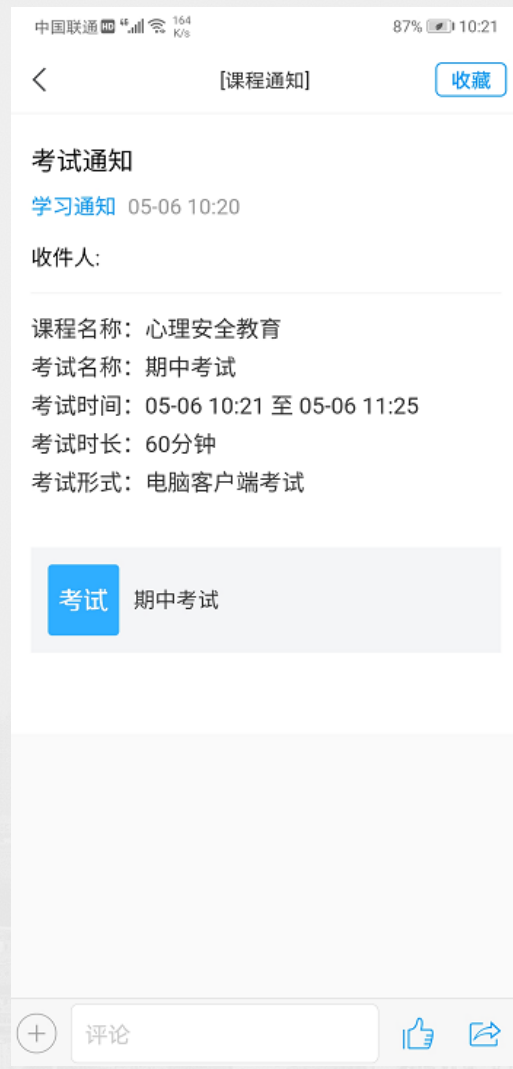 中国联通 HD 46 164 K/s 87% 10:21
[课程通知] 收藏
考试通知
学习通知 05-06 10:20
收件人:
课程名称：心理安全教育
考试名称：期中考试
考试时间：05-06 10:21 至 05-06 11:25
考试时长：60分钟
考试形式：电脑客户端考试
考试 期中考试
评论